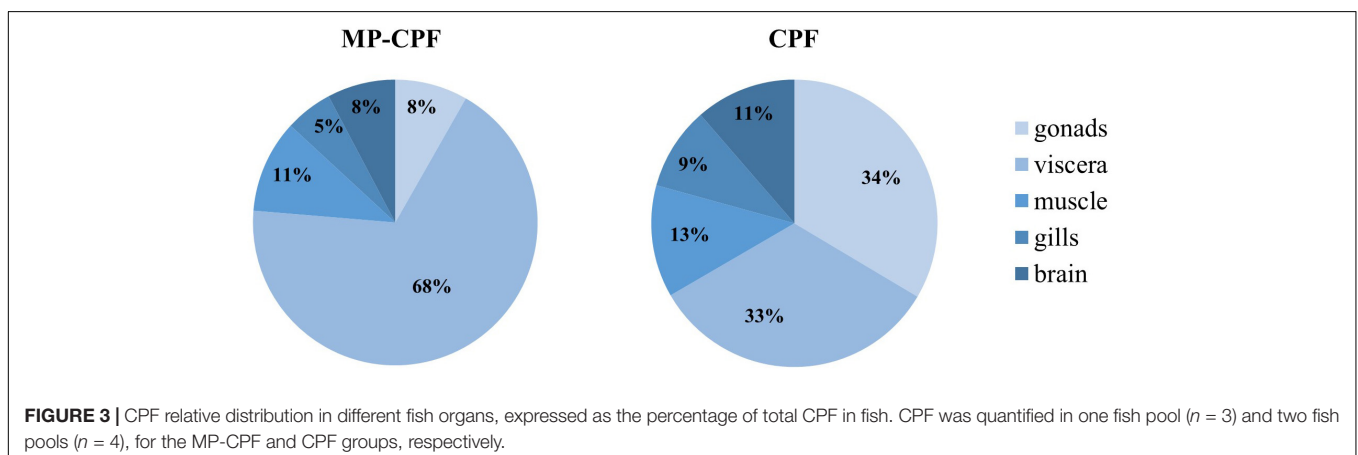 MP-CPF
CPF
8%
8%
5%
11%
68%
11%
34%
9%
13%
33%
gonads
viscera
muscle
gills
brain
FIGURE 3 | CPF relative distribution in different fish organs, expressed as the percentage of total CPF in fish. CPF was quantified in one fish pool (n = 3) and two fish
pools (n = 4), for the MP-CPF and CPF groups, respectively.